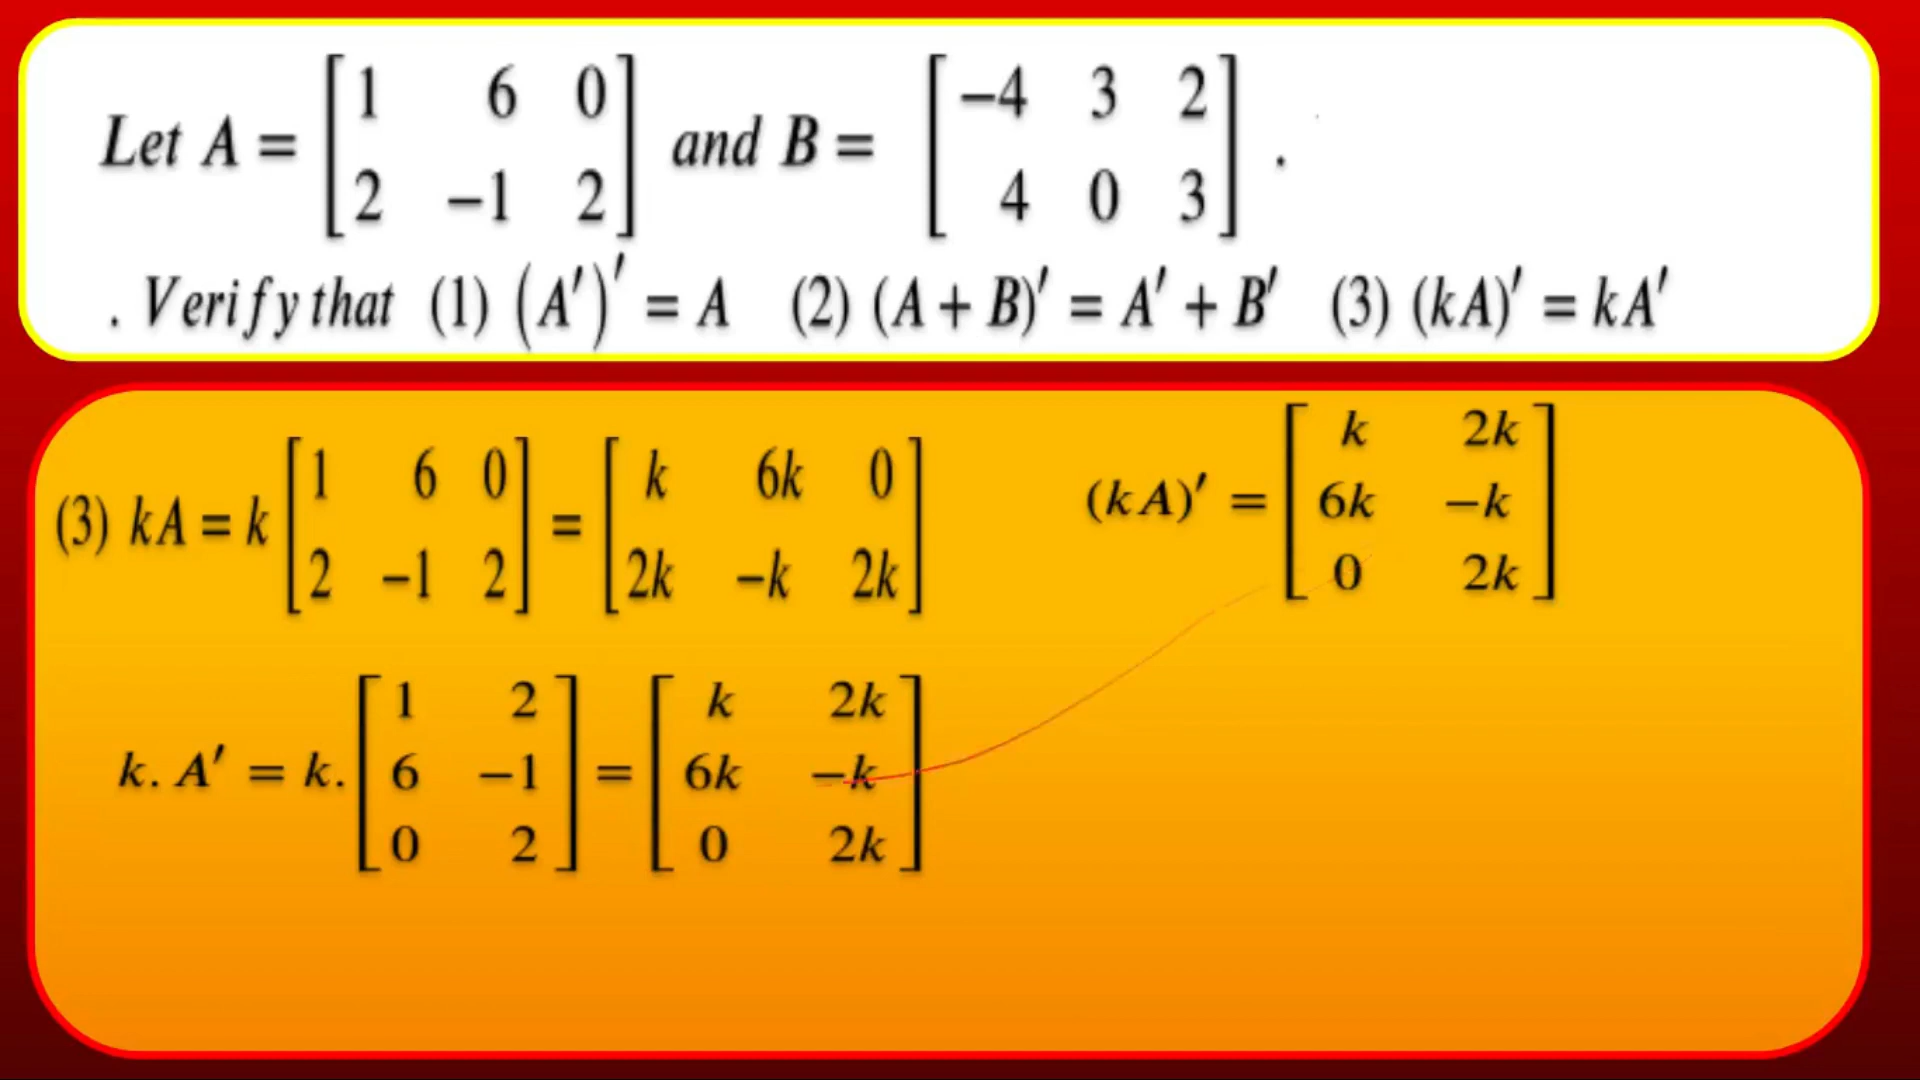 Let A = [1 6 0; 2 −1 2] and B = [−4 3 2; 4 0 3] .
. Verify that (1) (A′)′ = A (2) (A + B)′ = A′ + B′ (3) (kA)′ = kA′
(3) kA = k [1 6 0; 2 −1 2] = [k 6k 0; 2k −k 2k] (kA)′ = [k 2k; 6k −k; 0 2k]
k. A′ = k. [1 2; 6 −1; 0 2] = [k 2k; 6k −k; 0 2k]